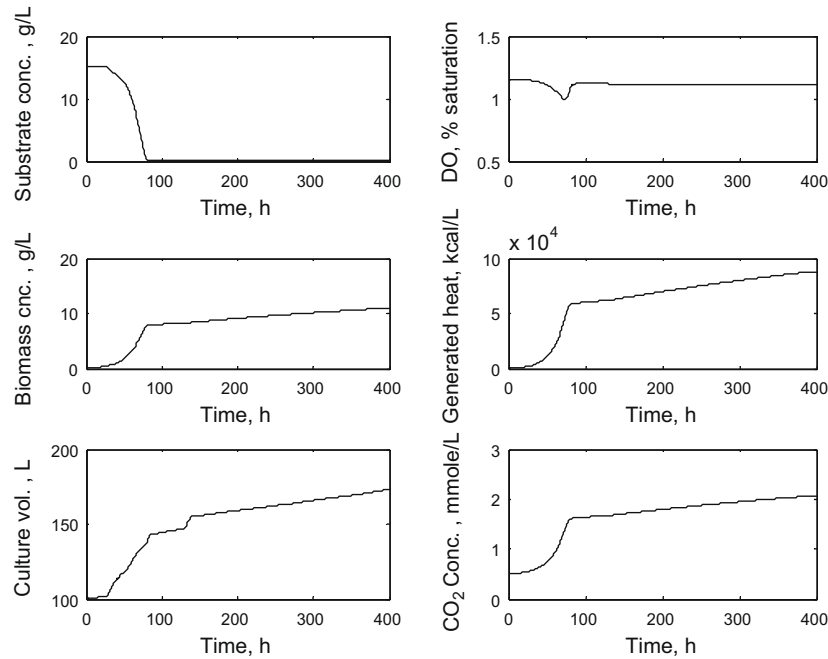 Substrate conc. , g/L
20
10
0
0 100 200 300 400
Time, h
DO, % saturation
1.5
1
0.5
0 100 200 300 400
Time, h
Biomass cnc. , g/L
20
10
0
0 100 200 300 400
Time, h
Generated heat, kcal/L
x 10⁴
10
5
0
0 100 200 300 400
Time, h
Culture vol. , L
200
150
100
0 100 200 300 400
Time, h
CO₂ Conc. , mmole/L
3
2
1
0
0 100 200 300 400
Time, h